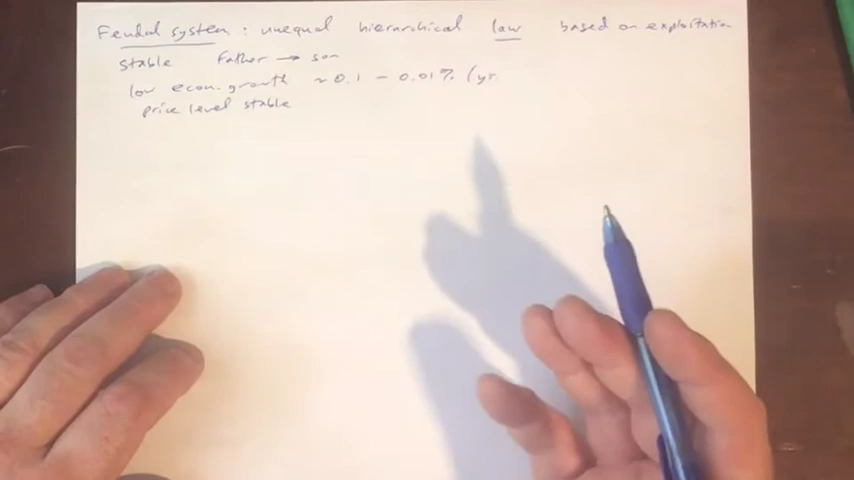 Feudal system : unequal hierarchical law based on exploitation
stable Father → son
low econ. growth ~0.1 - 0.01% /yr
price level stable